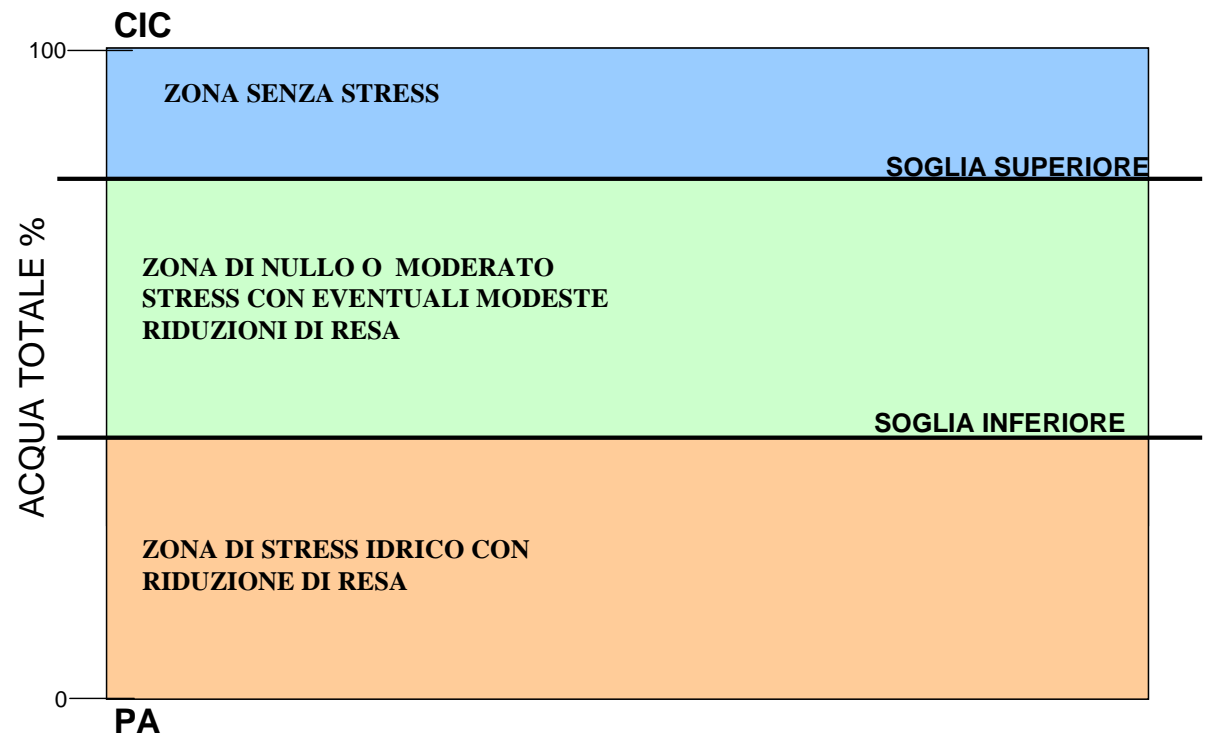 CIC
100
ZONA SENZA STRESS
SOGLIA SUPERIORE
ACQUA TOTALE %
ZONA DI NULLO O MODERATO
STRESS CON EVENTUALI MODESTE
RIDUZIONI DI RESA
SOGLIA INFERIORE
ZONA DI STRESS IDRICO CON
RIDUZIONE DI RESA
0
PA